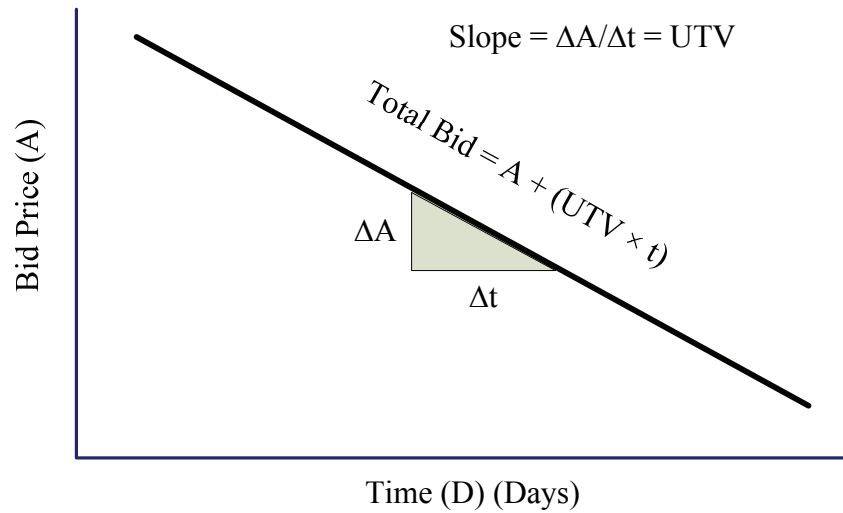 Slope = ΔA/Δt = UTV
Total Bid = A + (UTV × t)
Bid Price (A)
ΔA
Δt
Time (D) (Days)